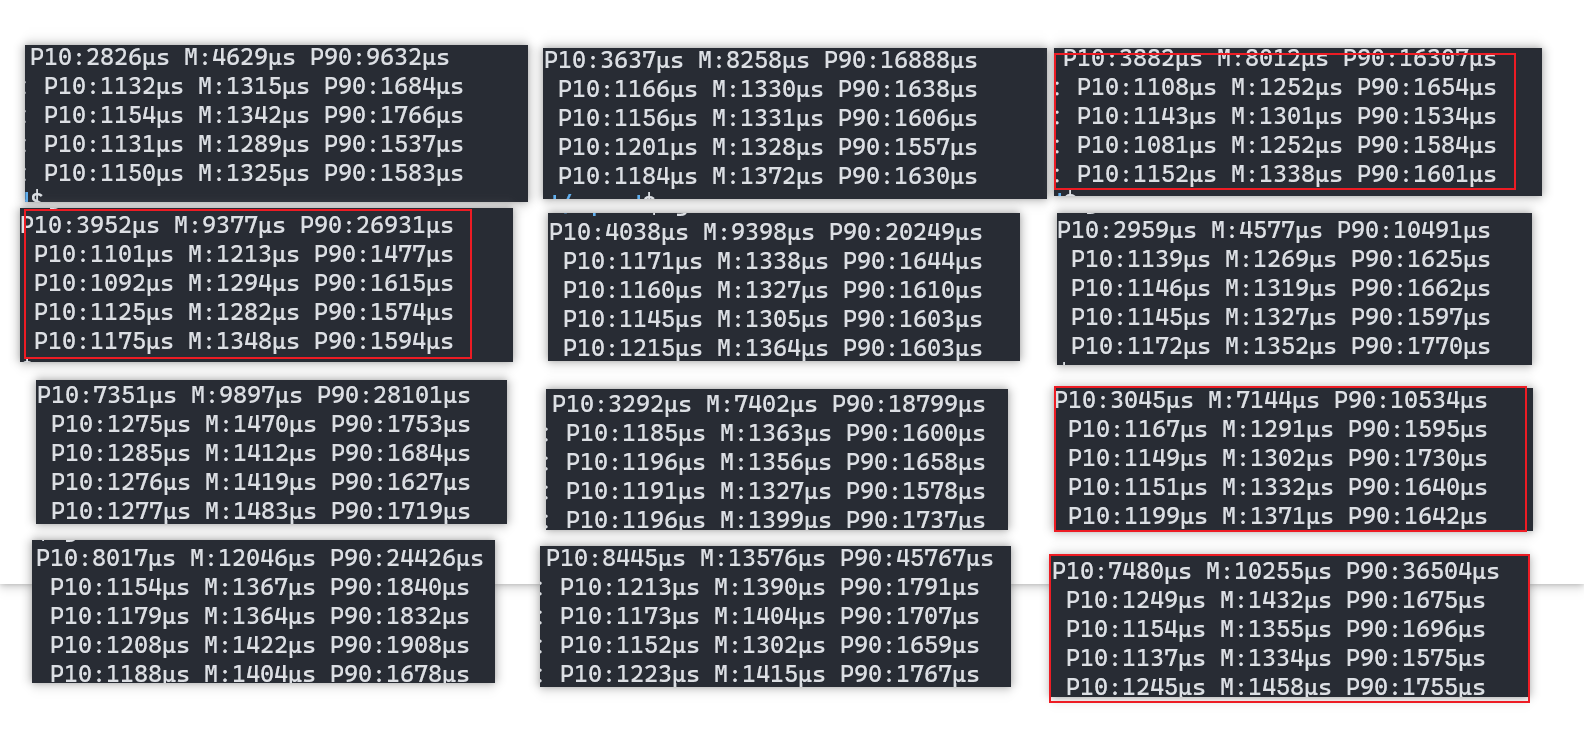 P10:2826µs M:4629µs P90:9632µs
P10:1132µs M:1315µs P90:1684µs
P10:1154µs M:1342µs P90:1766µs
P10:1131µs M:1289µs P90:1537µs
P10:1150µs M:1325µs P90:1583µs
$
P10:3637µs M:8258µs P90:16888µs
P10:1166µs M:1330µs P90:1638µs
P10:1156µs M:1331µs P90:1606µs
P10:1201µs M:1328µs P90:1557µs
P10:1184µs M:1372µs P90:1630µs
P10:3882µs M:8012µs P90:16307µs
: P10:1108µs M:1252µs P90:1654µs
: P10:1143µs M:1301µs P90:1534µs
: P10:1081µs M:1252µs P90:1584µs
: P10:1152µs M:1338µs P90:1601µs
P10:3952µs M:9377µs P90:26931µs
P10:1101µs M:1213µs P90:1477µs
P10:1092µs M:1294µs P90:1615µs
P10:1125µs M:1282µs P90:1574µs
P10:1175µs M:1348µs P90:1594µs
P10:4038µs M:9398µs P90:20249µs
P10:1171µs M:1338µs P90:1644µs
P10:1160µs M:1327µs P90:1610µs
P10:1145µs M:1305µs P90:1603µs
P10:1215µs M:1364µs P90:1603µs
P10:2959µs M:4577µs P90:10491µs
P10:1139µs M:1269µs P90:1625µs
P10:1146µs M:1319µs P90:1662µs
P10:1145µs M:1327µs P90:1597µs
P10:1172µs M:1352µs P90:1770µs
P10:7351µs M:9897µs P90:28101µs
P10:1275µs M:1470µs P90:1753µs
P10:1285µs M:1412µs P90:1684µs
P10:1276µs M:1419µs P90:1627µs
P10:1277µs M:1483µs P90:1719µs
P10:3292µs M:7402µs P90:18799µs
: P10:1185µs M:1363µs P90:1600µs
: P10:1196µs M:1356µs P90:1658µs
: P10:1191µs M:1327µs P90:1578µs
: P10:1196µs M:1399µs P90:1737µs
P10:3045µs M:7144µs P90:10534µs
P10:1167µs M:1291µs P90:1595µs
P10:1149µs M:1302µs P90:1730µs
P10:1151µs M:1332µs P90:1640µs
P10:1199µs M:1371µs P90:1642µs
P10:8017µs M:12046µs P90:24426µs
P10:1154µs M:1367µs P90:1840µs
P10:1179µs M:1364µs P90:1832µs
P10:1208µs M:1422µs P90:1908µs
P10:1188µs M:1404µs P90:1678µs
P10:8445µs M:13576µs P90:45767µs
: P10:1213µs M:1390µs P90:1791µs
: P10:1173µs M:1404µs P90:1707µs
: P10:1152µs M:1302µs P90:1659µs
: P10:1223µs M:1415µs P90:1767µs
P10:7480µs M:10255µs P90:36504µs
P10:1249µs M:1432µs P90:1675µs
P10:1154µs M:1355µs P90:1696µs
P10:1137µs M:1334µs P90:1575µs
P10:1245µs M:1458µs P90:1755µs